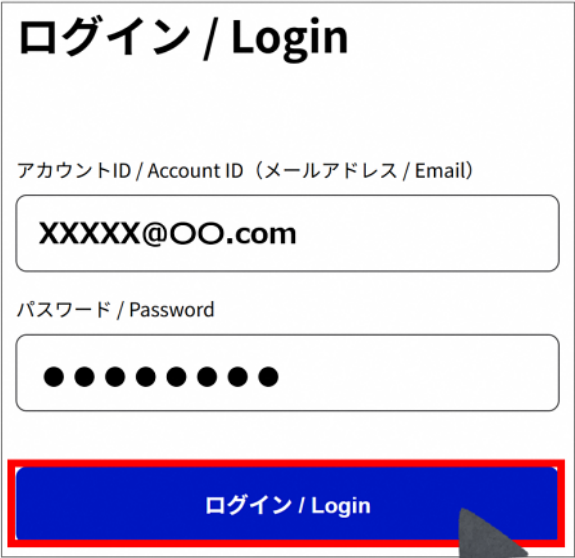 ログイン / Login
アカウントID / Account ID（メールアドレス / Email）
XXXXX@〇〇.com
パスワード / Password
●●●●●●●●
ログイン / Login